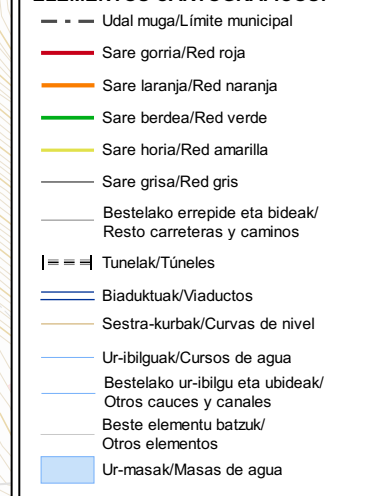 ELEMENTOS CARTOGRÁFICOS:
Udal muga/Límite municipal
Sare gorria/Red roja
Sare laranja/Red naranja
Sare berdea/Red verde
Sare horia/Red amarilla
Sare grisa/Red gris
Bestelako errepide eta bideak/
Resto carreteras y caminos
Tunelak/Túneles
Biaduktuak/Viaductos
Sestra-kurbak/Curvas de nivel
Ur-ibilguak/Cursos de agua
Bestelako ur-ibilgu eta ubideak/
Otros cauces y canales
Beste elementu batzuk/
Otros elementos
Ur-masak/Masas de agua